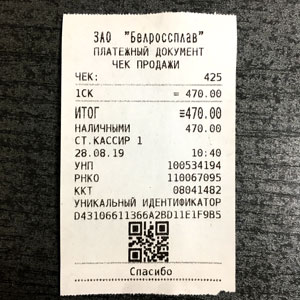 ЗАО "Белроссплав"
ПЛАТЕЖНЫЙ ДОКУМЕНТ
ЧЕК ПРОДАЖИ
ЧЕК: 425
1СК = 470.00
ИТОГ =470.00
НАЛИЧНЫМИ 470.00
СТ.КАССИР 1
28.08.19 10:40
УНП 100534194
РНКО 110067095
ККТ 08041482
УНИКАЛЬНЫЙ ИДЕНТИФИКАТОР
D43106611366A2BD11E1F9B5
Спасибо